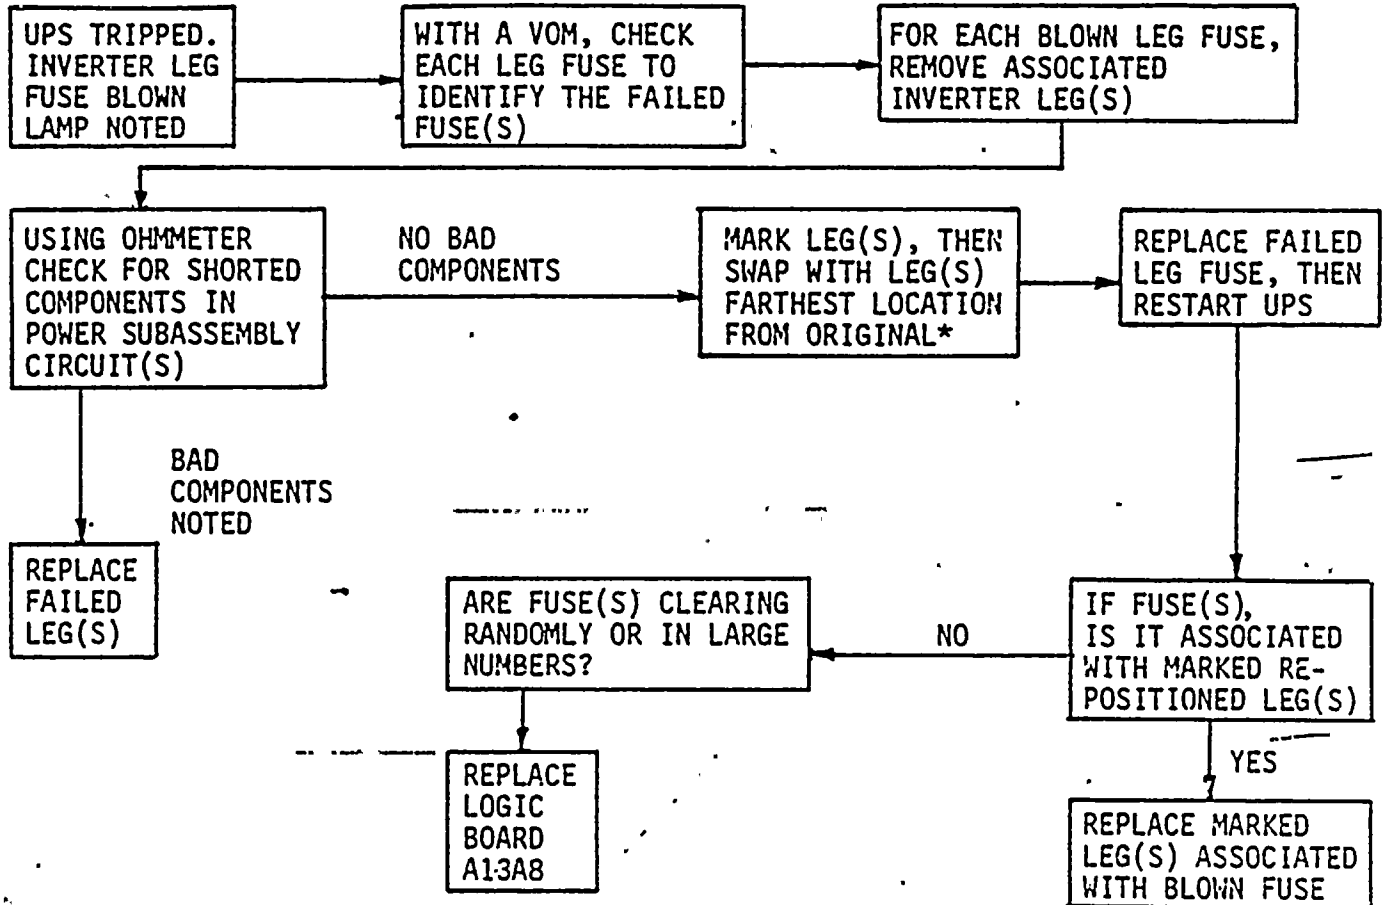 UPS TRIPPED.
INVERTER LEG
FUSE BLOWN
LAMP NOTED
WITH A VOM, CHECK
EACH LEG FUSE TO
IDENTIFY THE FAILED
FUSE(S)
FOR EACH BLOWN LEG FUSE,
REMOVE ASSOCIATED
INVERTER LEG(S)
USING OHMMETER
CHECK FOR SHORTED
COMPONENTS IN
POWER SUBASSEMBLY
CIRCUIT(S)
NO BAD
COMPONENTS
MARK LEG(S), THEN
SWAP WITH LEG(S)
FARTHEST LOCATION
FROM ORIGINAL*
REPLACE FAILED
LEG FUSE, THEN
RESTART UPS
BAD
COMPONENTS
NOTED
REPLACE
FAILED
LEG(S)
ARE FUSE(S) CLEARING
RANDOMLY OR IN LARGE
NUMBERS?
NO
IF FUSE(S),
IS IT ASSOCIATED
WITH MARKED RE-
POSITIONED LEG(S)
YES
REPLACE
LOGIC
BOARD
A13A8
REPLACE MARKED
LEG(S) ASSOCIATED
WITH BLOWN FUSE